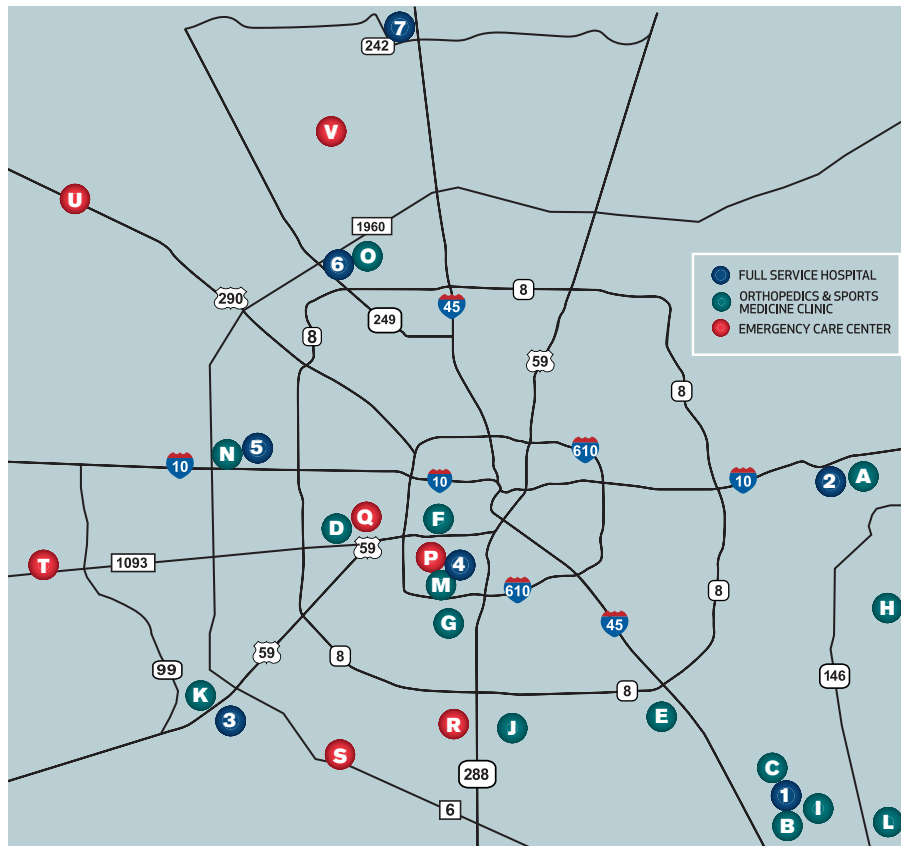 7
242
V
U
1960
6
O
290
8
45
249
8
59
8
FULL SERVICE HOSPITAL
ORTHOPEDICS & SPORTS
MEDICINE CLINIC
EMERGENCY CARE CENTER
N
5
10
610
10
10
2
A
D
Q
F
59
1093
T
P
4
M
610
8
H
G
45
59
8
99
K
3
8
146
E
R
J
S
288
6
C
1
I
B
L